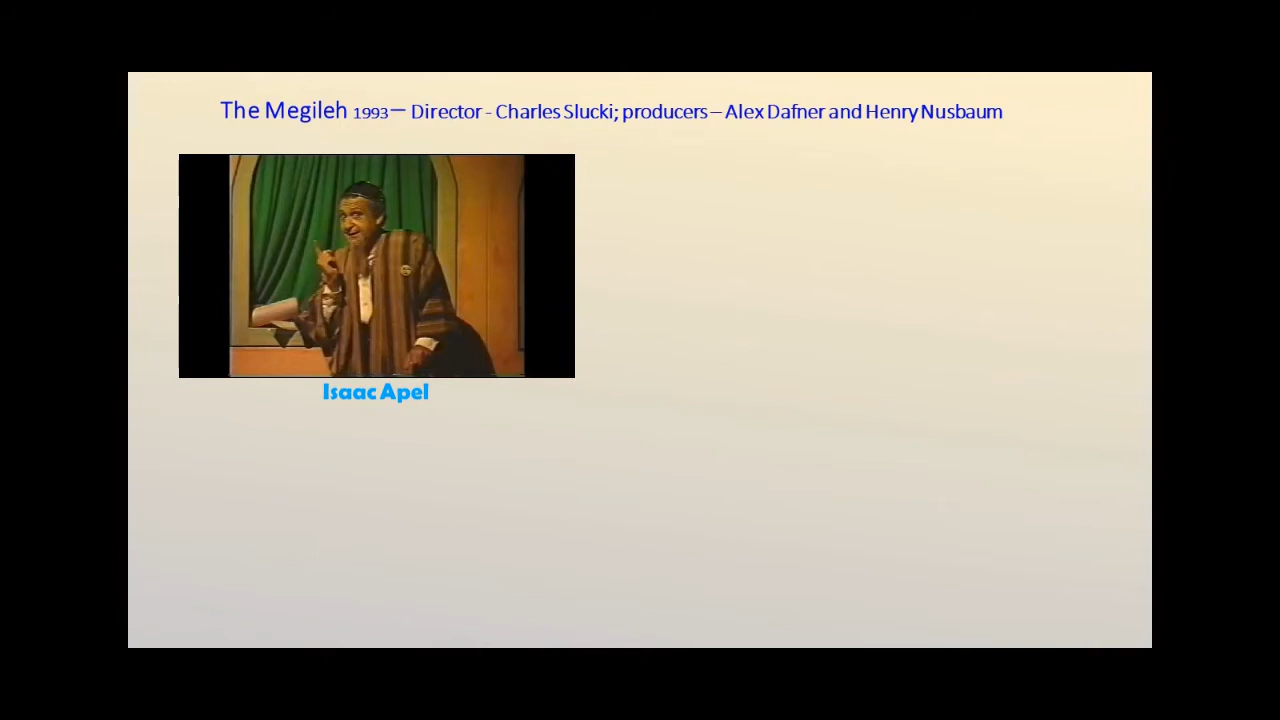 The Megileh 1993 – Director - Charles Slucki; producers – Alex Dafner and Henry Nusbaum
Isaac Apel